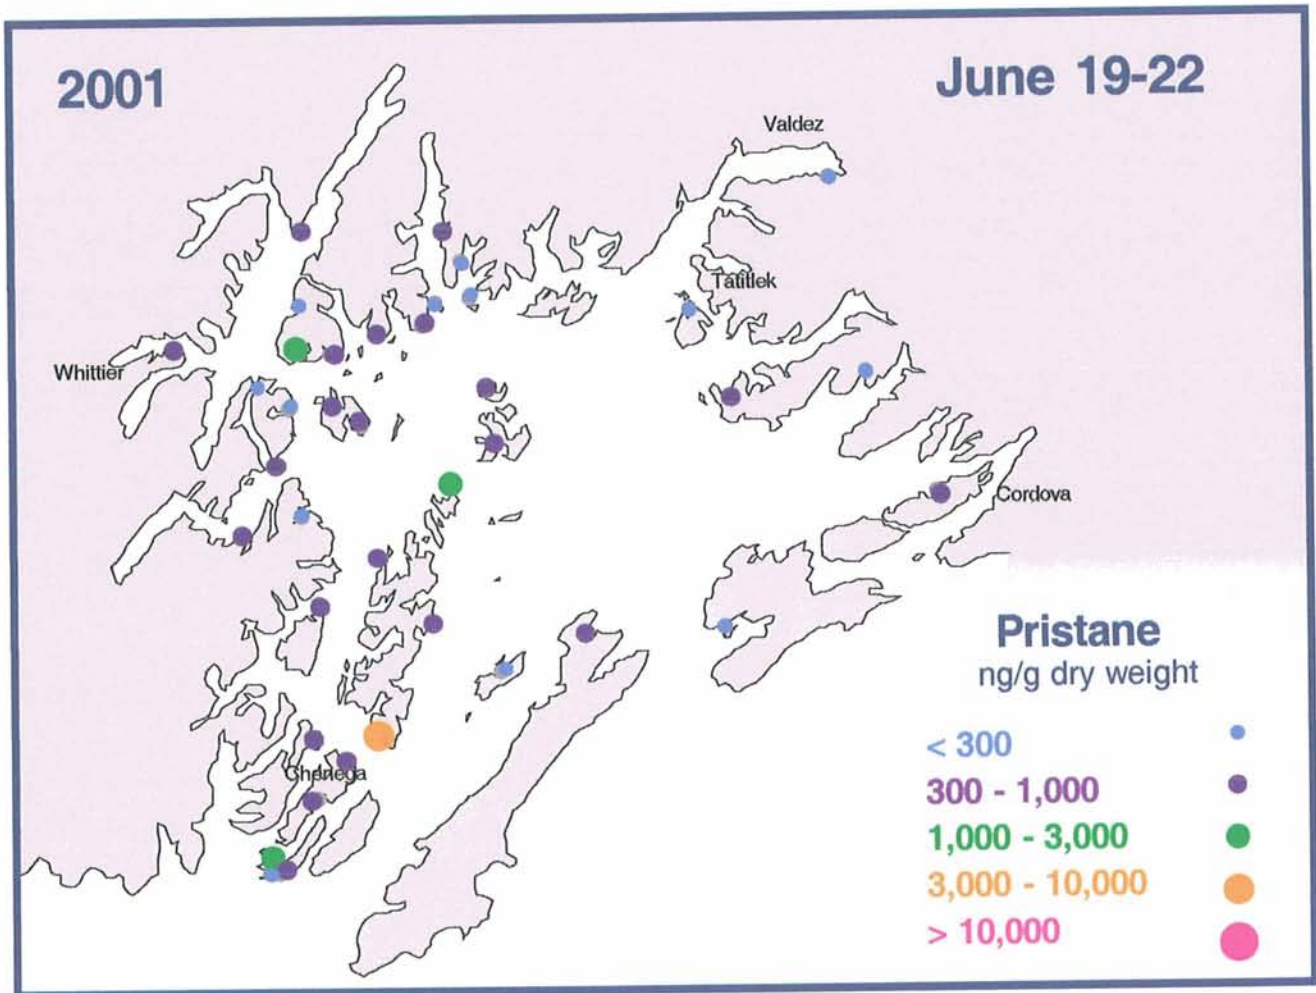 2001
June 19-22
Valdez
Tatitlek
Whittier
Cordova
Chenega
Pristane
ng/g dry weight
< 300
300 - 1,000
1,000 - 3,000
3,000 - 10,000
> 10,000